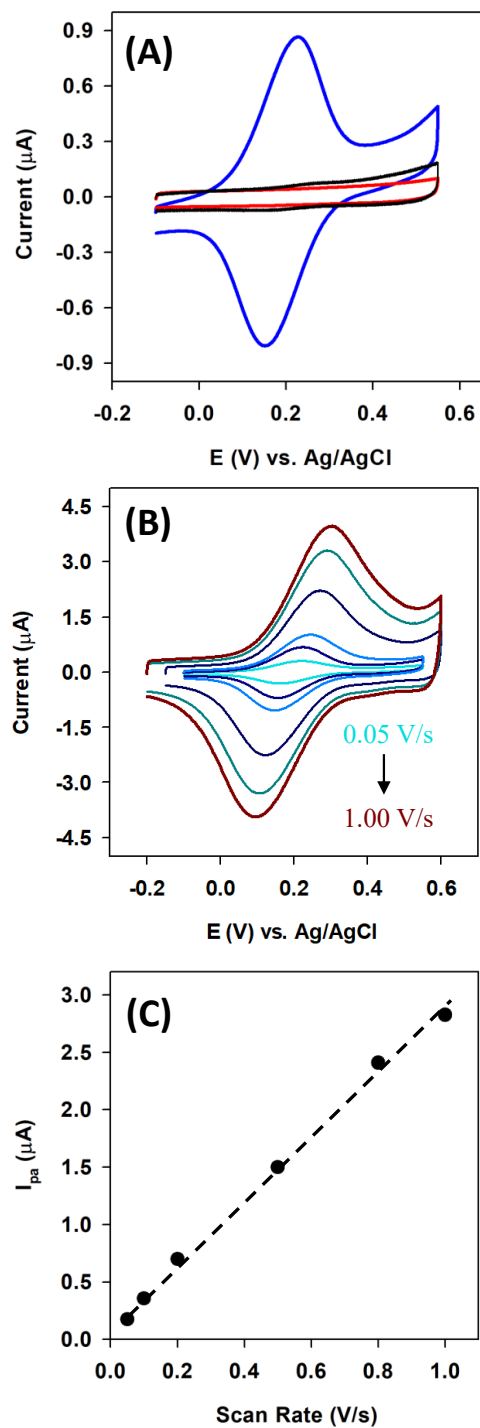 (A)
0.9
0.6
0.3
0.0
-0.3
-0.6
-0.9
Current (μA)
-0.2 0.0 0.2 0.4 0.6
E (V) vs. Ag/AgCl
(B)
4.5
3.0
1.5
0.0
-1.5
-3.0
-4.5
Current (μA)
0.05 V/s
1.00 V/s
-0.2 0.0 0.2 0.4 0.6
E (V) vs. Ag/AgCl
(C)
3.0
2.5
2.0
1.5
1.0
0.5
0.0
Ipa (μA)
0.0 0.2 0.4 0.6 0.8 1.0
Scan Rate (V/s)